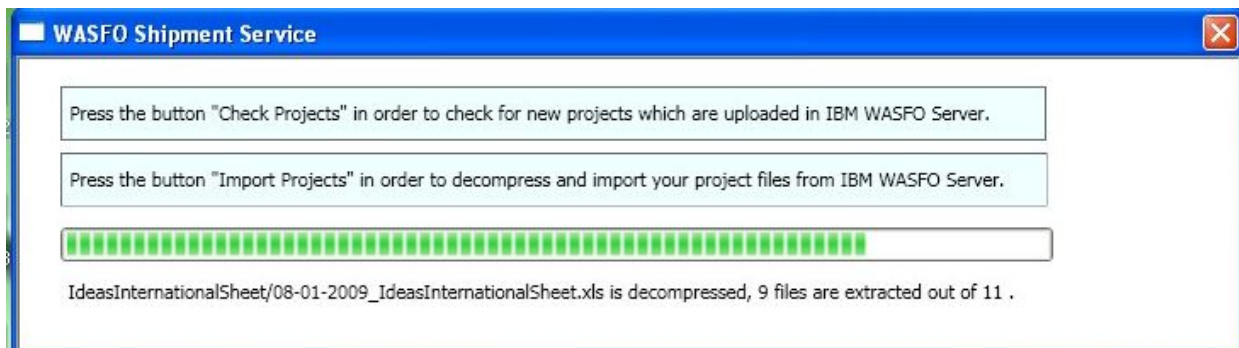 WASFO Shipment Service
Press the button "Check Projects" in order to check for new projects which are uploaded in IBM WASFO Server.
Press the button "Import Projects" in order to decompress and import your project files from IBM WASFO Server.
IdeasInternationalSheet/08-01-2009_IdeasInternationalSheet.xls is decompressed, 9 files are extracted out of 11 .